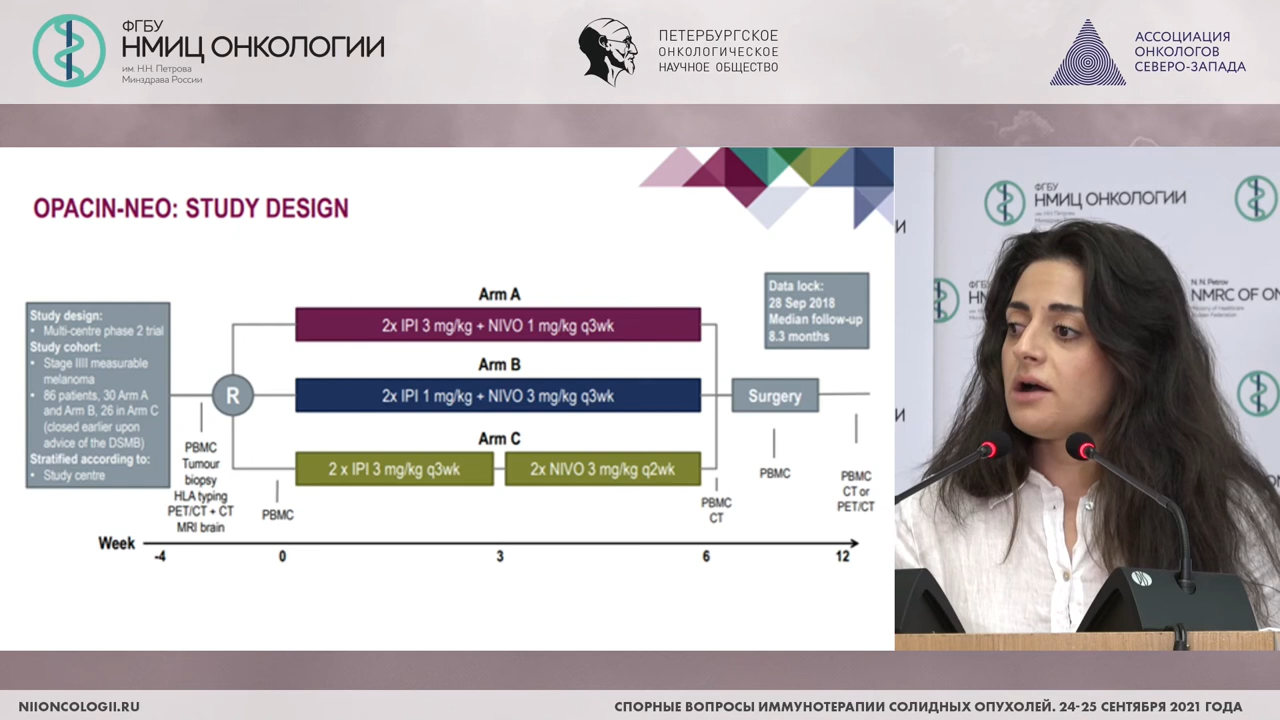 ФГБУ
НМИЦ ОНКОЛОГИИ
им. Н.Н. Петрова
Минздрава России
ПЕТЕРБУРГСКОЕ
ОНКОЛОГИЧЕСКОЕ
НАУЧНОЕ ОБЩЕСТВО
АССОЦИАЦИЯ
ОНКОЛОГОВ
СЕВЕРО-ЗАПАДА
OPACIN-NEO: STUDY DESIGN
Study design:
• Multi-centre phase 2 trial
Study cohort:
• Stage IIII measurable
melanoma
• 86 patients, 30 Arm A
and Arm B, 26 in Arm C
(closed earlier upon
advice of the DSMB)
Stratified according to:
• Study centre
R
PBMC
Tumour
biopsy
HLA typing
PET/CT + CT
MRI brain
PBMC
Arm A
2x IPI 3 mg/kg + NIVO 1 mg/kg q3wk
Arm B
2x IPI 1 mg/kg + NIVO 3 mg/kg q3wk
Arm C
2 x IPI 3 mg/kg q3wk
2x NIVO 3 mg/kg q2wk
PBMC
CT
Surgery
PBMC
PBMC
CT or
PET/CT
Data lock:
28 Sep 2018
Median follow-up
8.3 months
Week
-4
0
3
6
12
ФГБУ
НМИЦ ОНКОЛОГИИ
ФГБУ
N.N. Petrov
NMRC OF ON
NIIONCOLOGII.RU
СПОРНЫЕ ВОПРОСЫ ИММУНОТЕРАПИИ СОЛИДНЫХ ОПУХОЛЕЙ. 24-25 СЕНТЯБРЯ 2021 ГОДА